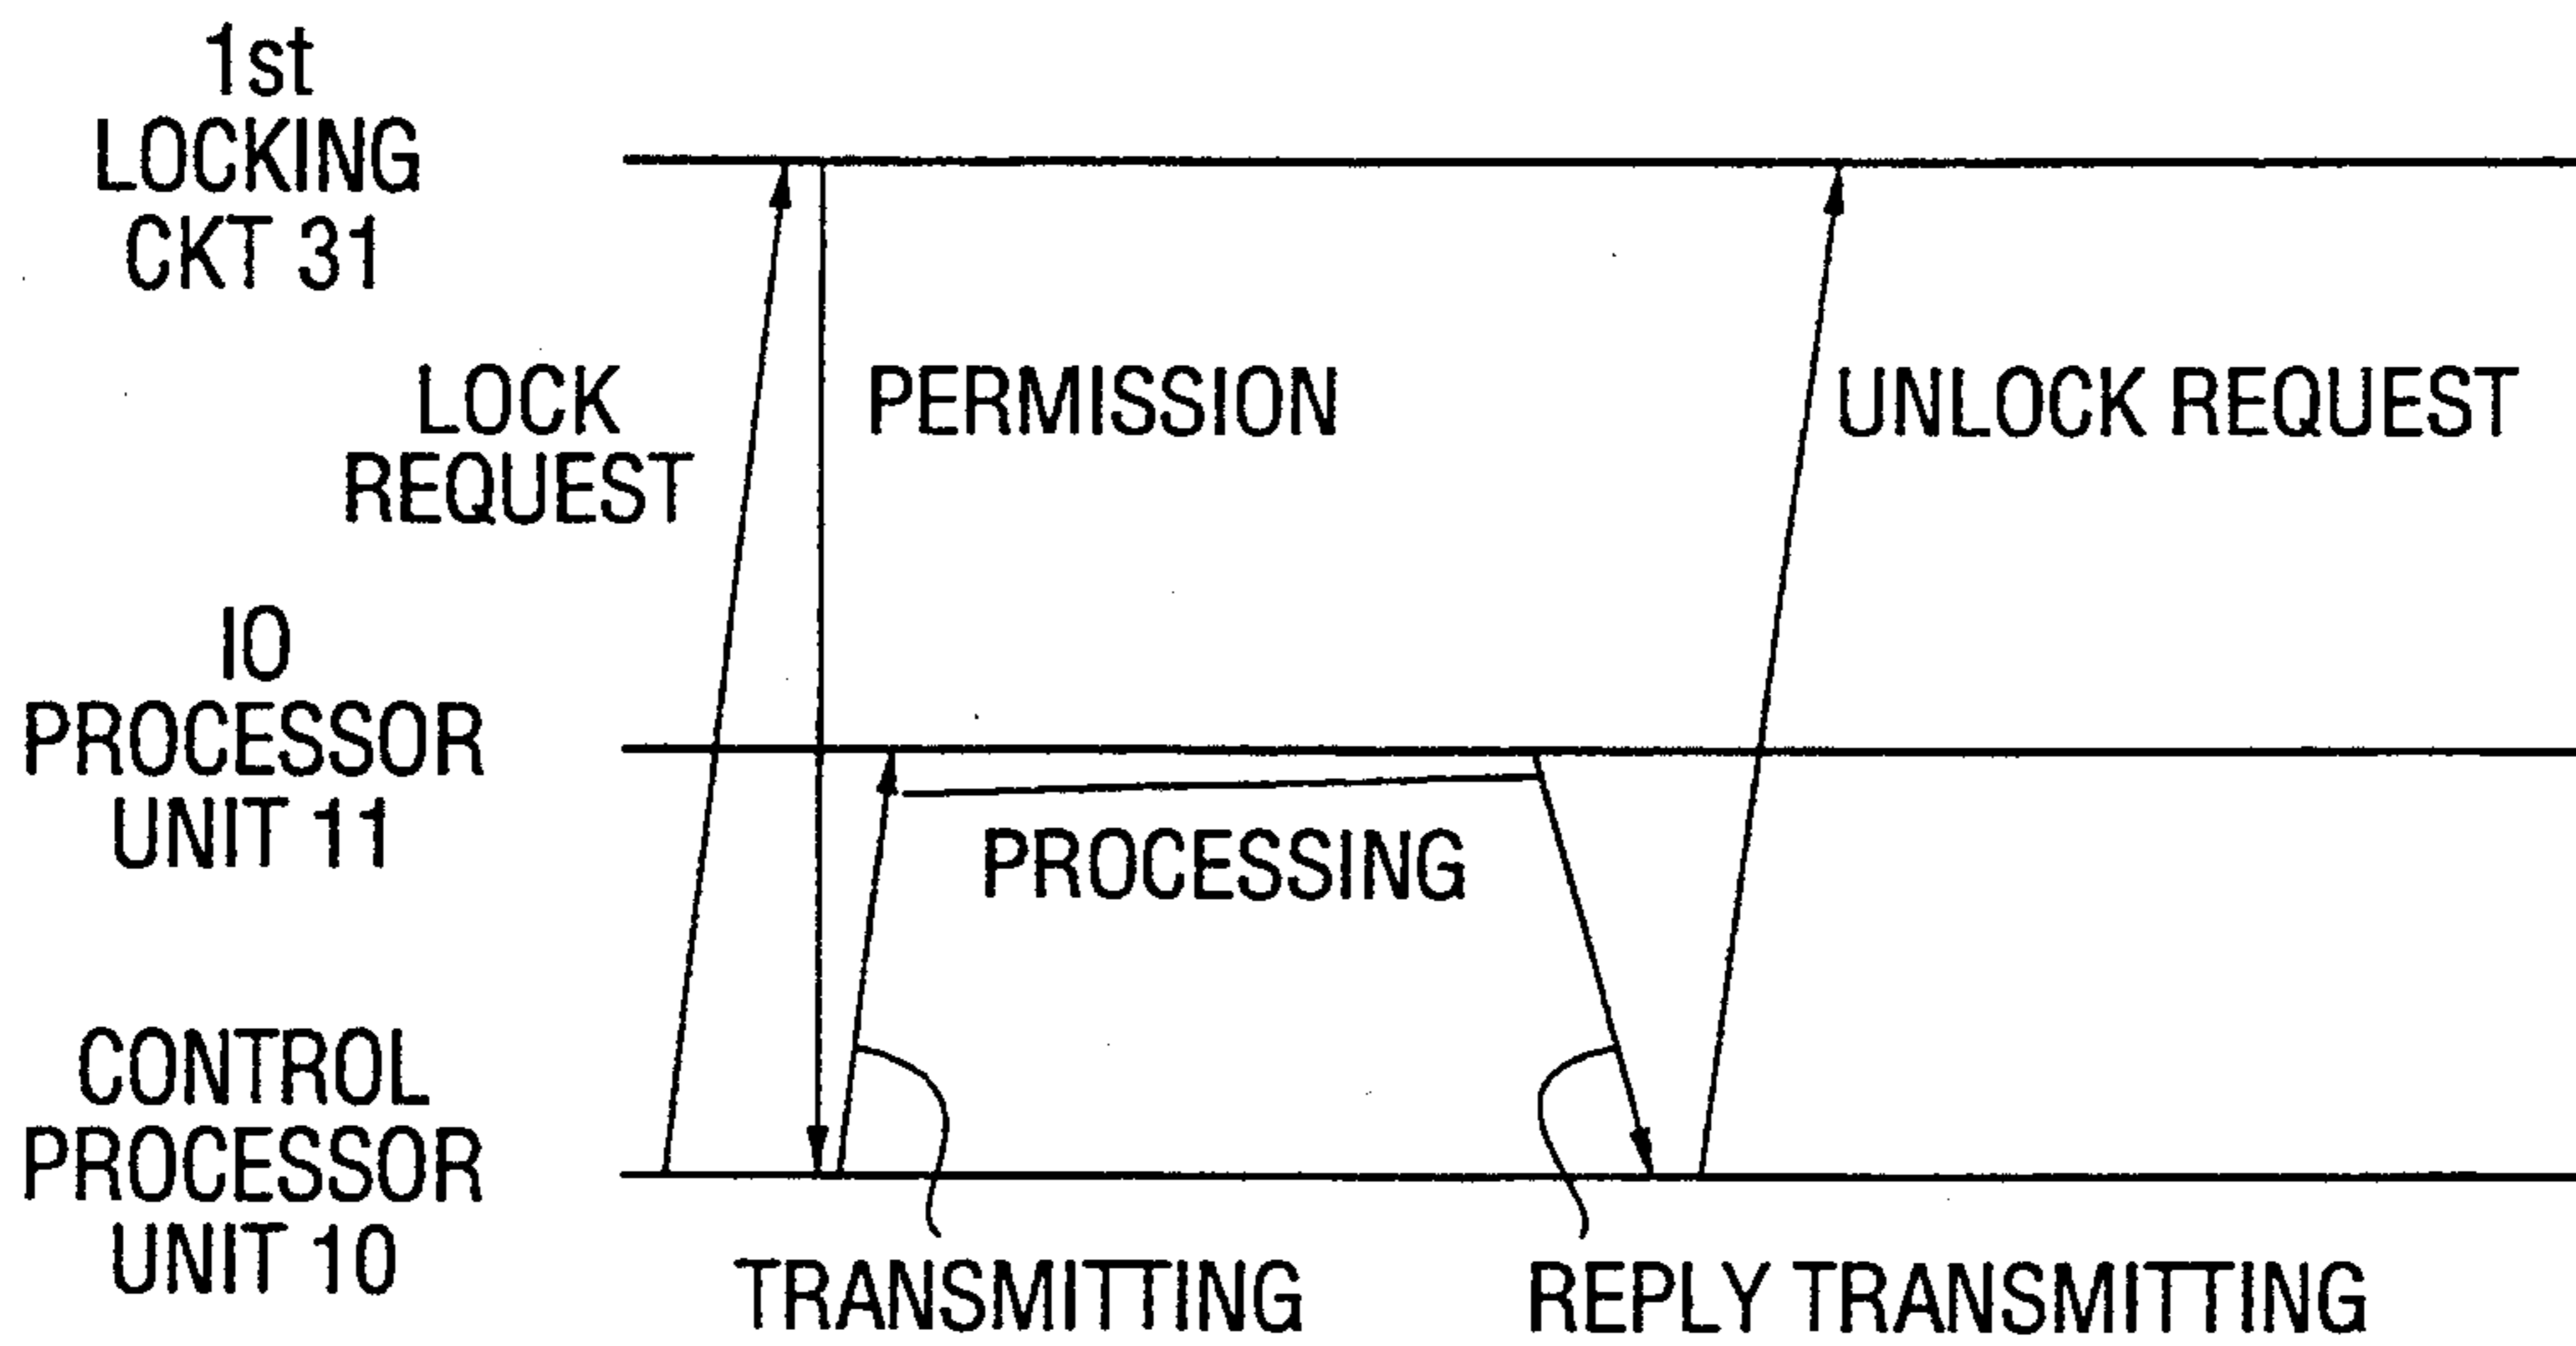 1st
LOCKING
CKT 31
LOCK
REQUEST
PERMISSION
UNLOCK REQUEST
IO
PROCESSOR
UNIT 11
PROCESSING
CONTROL
PROCESSOR
UNIT 10
TRANSMITTING
REPLY TRANSMITTING